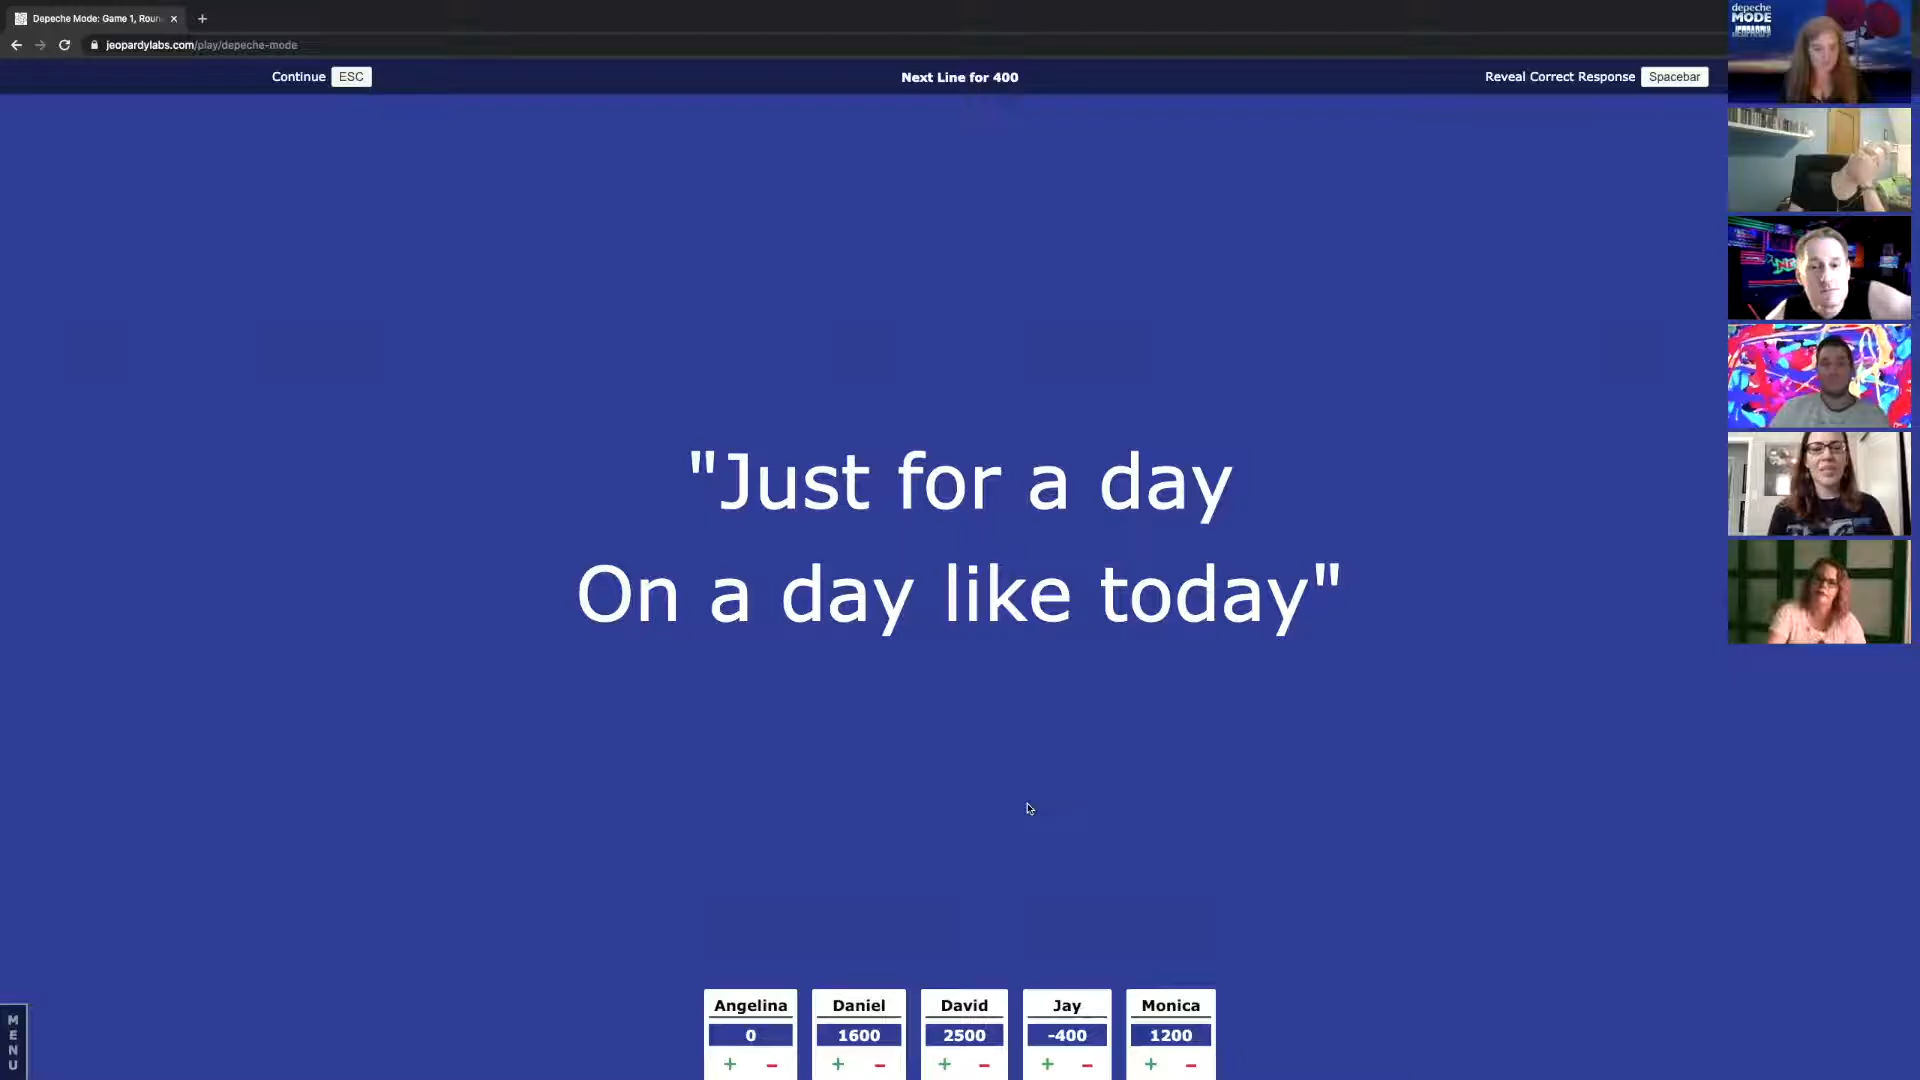 Depeche Mode: Game 1, Roun
jeopardylabs.com/play/depeche-mode
Continue ESC
Next Line for 400
Reveal Correct Response Spacebar
depeche
MODE
JEOPARDY
"Just for a day
On a day like today"
MENU
Angelina Daniel David Jay Monica
0 1600 2500 -400 1200
+ - + - + - + - + -